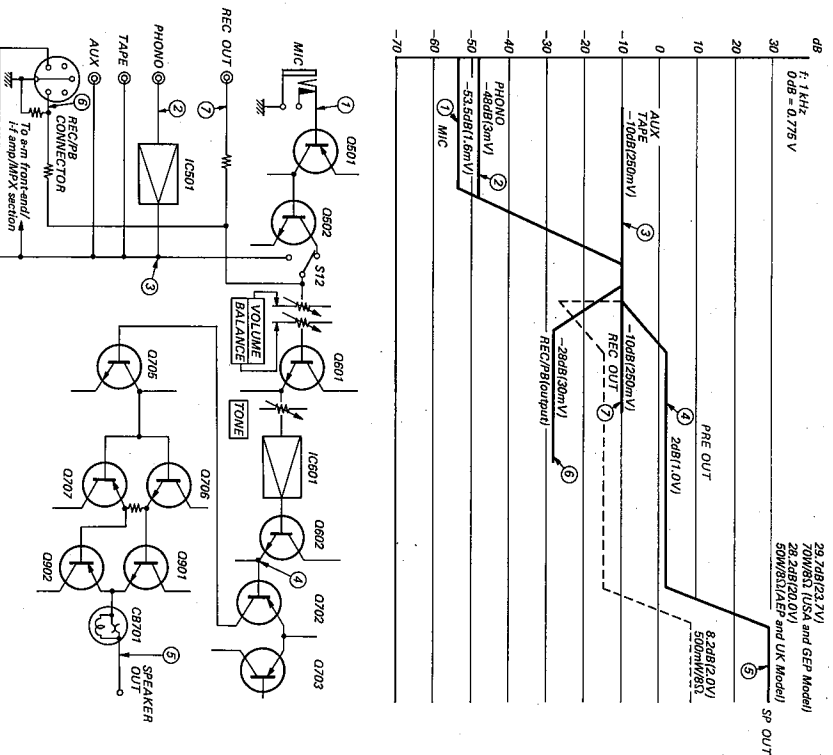 dB
30
20
10
0
-10
-20
-30
-40
-50
-60
-70
f: 1 kHz
0 dB = 0.775 V
29.7dB(23.7V)
70W/8Ω (USA and GEP Model)
28.2dB(20.0V)
50W/8Ω(AEP and UK Model)
SP OUT
⑤
8.2dB(2.0V)
500mW/8Ω
PRE OUT
④
2dB(1.0V)
AUX
TAPE
-10dB(250mV)
③
-10dB(250mV)
REC OUT
⑦
-28dB(30mV)
REC/PB(output)
⑥
PHONO
-48dB(3mV)
②
-53.5dB(1.6mV)
① MIC
MIC
①
Q501
Q502
S12
REC OUT
⑦
PHONO
②
IC501
TAPE
AUX
③
⑥
REC/PB
CONNECTOR
To a-m front-end/
i-f amp/MPX section
VOLUME
BALANCE
Q601
TONE
IC601
Q602
④
Q702
Q703
Q705
Q706
Q707
Q901
Q902
CB701
⑤
SPEAKER
OUT